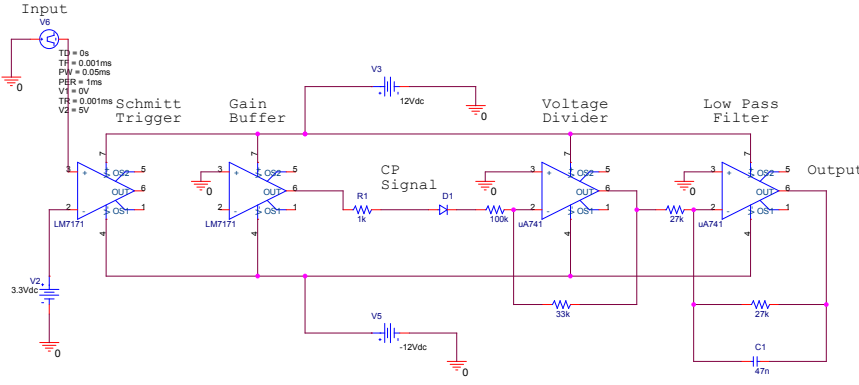 Input
V6
0
TD = 0s
TF = 0.001ms
PW = 0.05ms
PER = 1ms
V1 = 0V
TR = 0.001ms
V2 = 5V
V3
12Vdc
0
Schmitt
Trigger
Gain
Buffer
Voltage
Divider
Low Pass
Filter
3
+
7
V+
OS2
5
OUT
6
OS1
1
2
-
V-
4
LM7171
0
3
+
7
V+
OS2
5
OUT
6
OS1
1
2
-
V-
4
LM7171
CP
Signal
R1
1k
D1
100k
0
3
+
7
V+
OS2
5
OUT
6
OS1
1
2
-
V-
4
uA741
27k
0
3
+
7
V+
OS2
5
OUT
6
OS1
1
2
-
V-
4
uA741
Output
V2
+
3.3Vdc
-
0
33k
27k
V5
-12Vdc
0
C1
47n